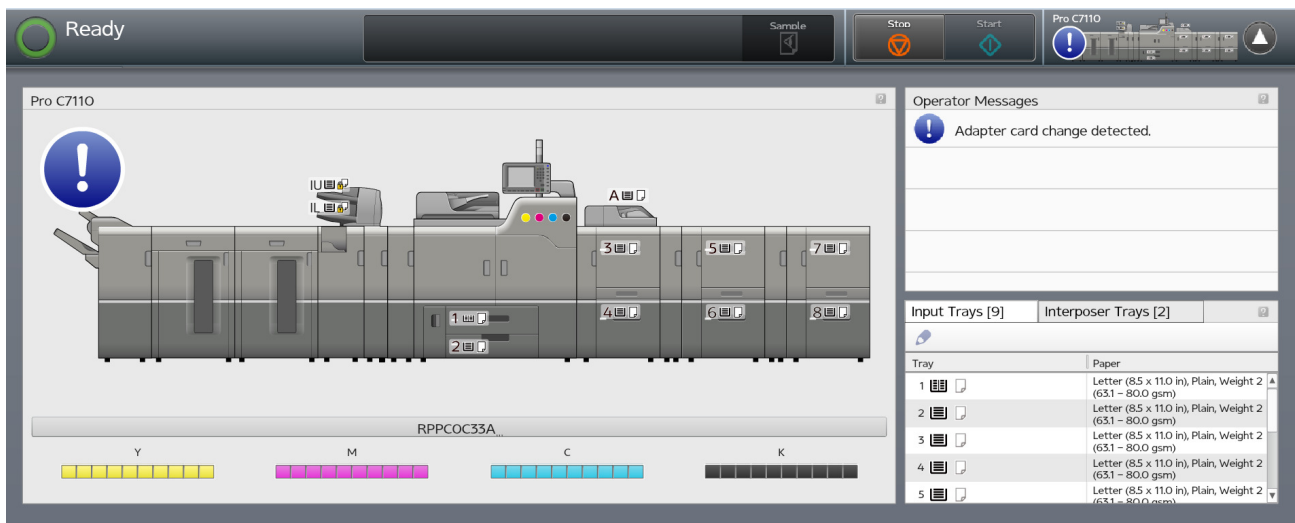 Ready
Sample
Stop
Start
Pro C7110
Pro C7110
Operator Messages
Adapter card change detected.
IU
IL
A
3
5
7
1
4
6
8
2
RPPC0C33A...
Y
M
C
K
Input Trays [9]
Interposer Trays [2]
Tray
Paper
1
Letter (8.5 x 11.0 in), Plain, Weight 2
(63.1 – 80.0 gsm)
2
Letter (8.5 x 11.0 in), Plain, Weight 2
(63.1 – 80.0 gsm)
3
Letter (8.5 x 11.0 in), Plain, Weight 2
(63.1 – 80.0 gsm)
4
Letter (8.5 x 11.0 in), Plain, Weight 2
(63.1 – 80.0 gsm)
5
Letter (8.5 x 11.0 in), Plain, Weight 2
(63.1 – 80.0 gsm)